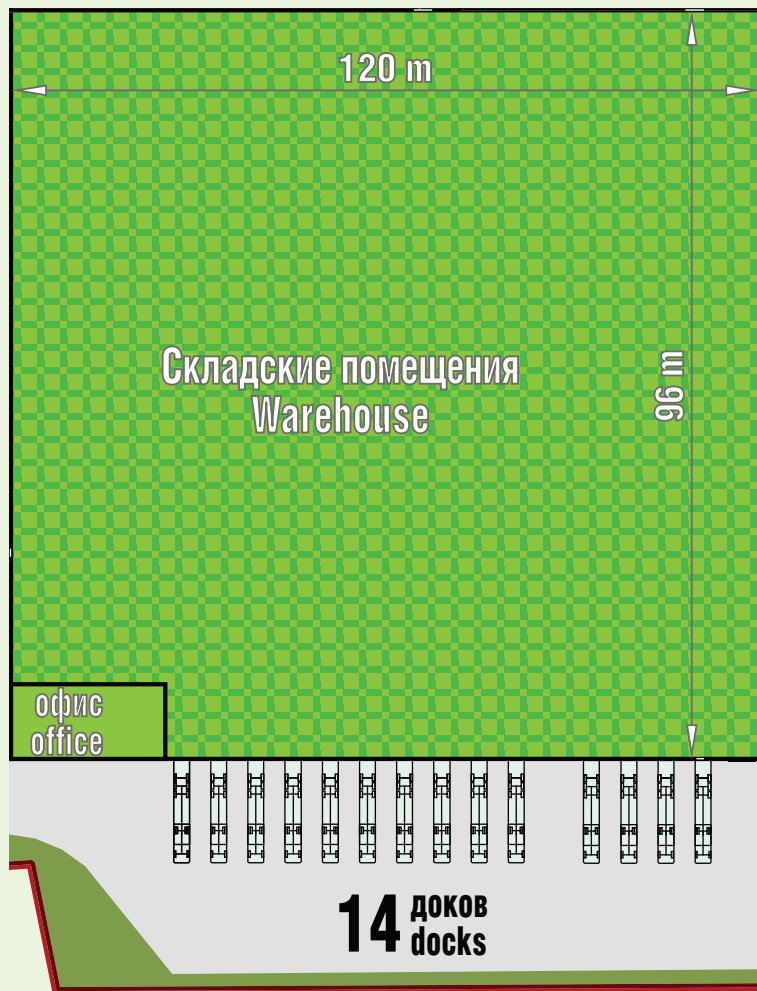 120 m
Складские помещения
Warehouse
96 m
офис
office
14 доков
docks